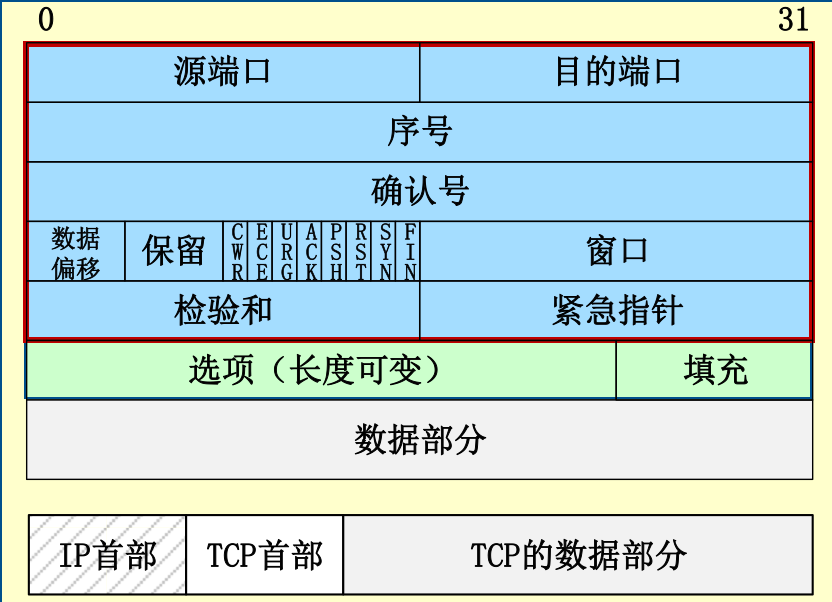 0 31
源端口 目的端口
序号
确认号
数据偏移 保留 CWR ECE URG ACK PSH RST SYN FIN 窗口
检验和 紧急指针
选项（长度可变） 填充
数据部分
IP首部 TCP首部 TCP的数据部分